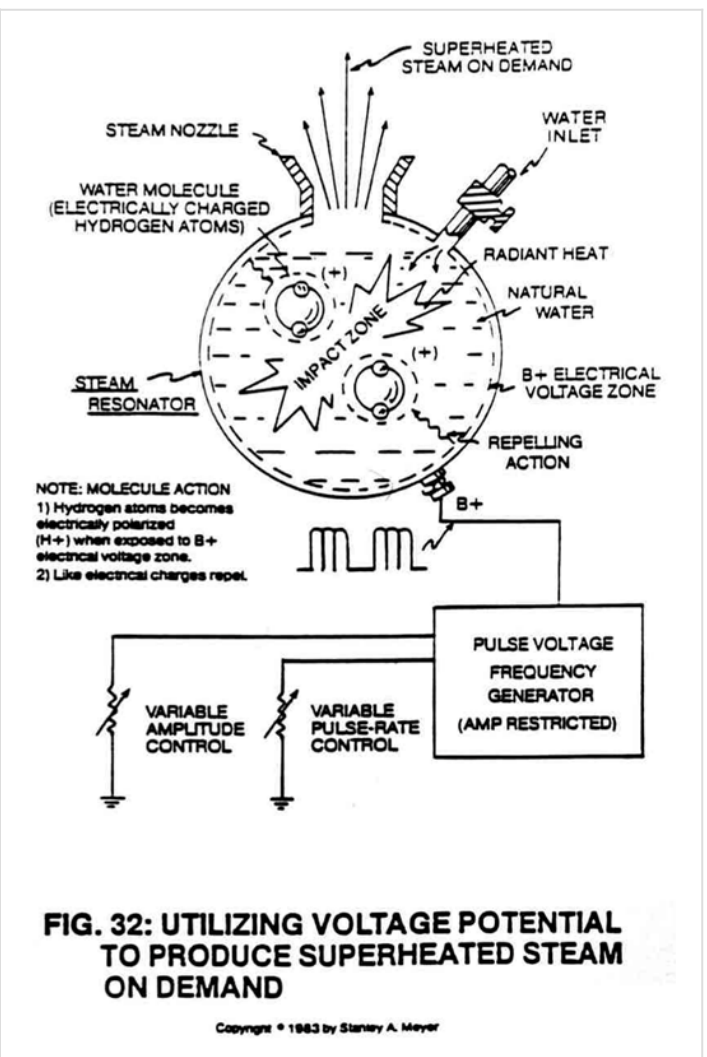 SUPERHEATED
STEAM ON DEMAND
STEAM NOZZLE
WATER
INLET
WATER MOLECULE
(ELECTRICALLY CHARGED
HYDROGEN ATOMS)
(+)
RADIANT HEAT
NATURAL
WATER
IMPACT ZONE
(+)
STEAM
RESONATOR
B+ ELECTRICAL
VOLTAGE ZONE
REPELLING
ACTION
NOTE: MOLECULE ACTION
1) Hydrogen atoms becomes
electrically polarized
(H+) when exposed to B+
electrical voltage zone.
2) Like electrical charges repel.
B+
PULSE VOLTAGE
FREQUENCY
GENERATOR
(AMP RESTRICTED)
VARIABLE
AMPLITUDE
CONTROL
VARIABLE
PULSE-RATE
CONTROL
FIG. 32: UTILIZING VOLTAGE POTENTIAL
TO PRODUCE SUPERHEATED STEAM
ON DEMAND
Copyright © 1983 by Stanley A. Meyer